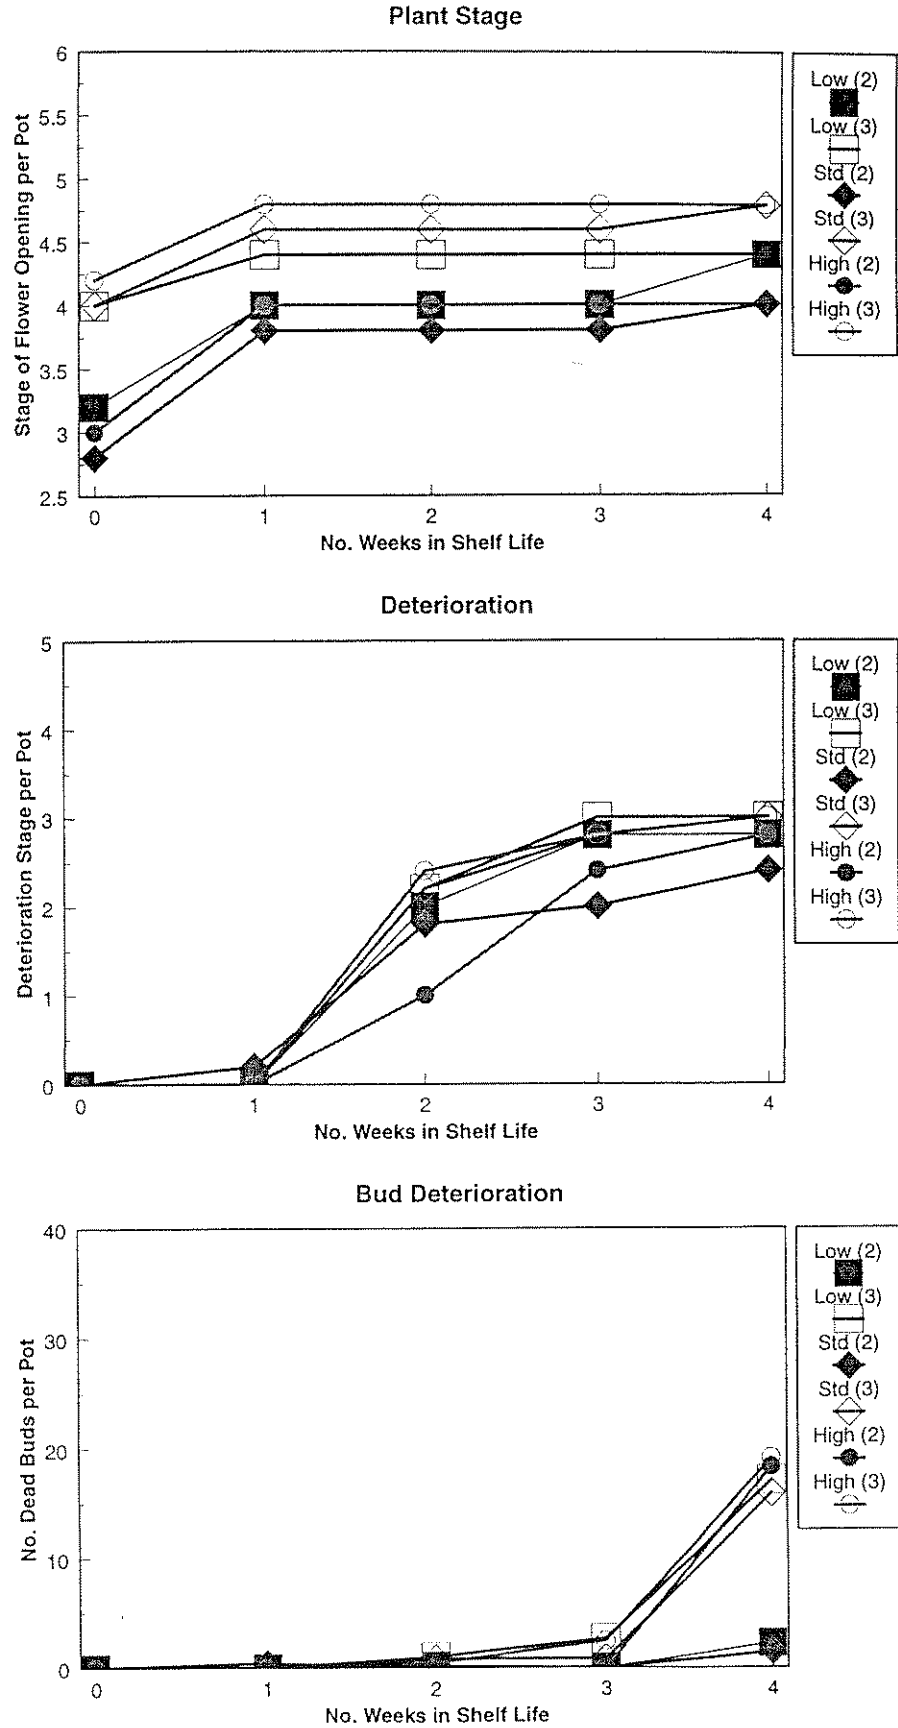 Plant Stage
6
5.5
5
4.5
4
3.5
3
2.5
Stage of Flower Opening per Pot
0 1 2 3 4
No. Weeks in Shelf Life
Low (2)
Low (3)
Std (2)
Std (3)
High (2)
High (3)
Deterioration
5
4
3
2
1
0
Deterioration Stage per Pot
0 1 2 3 4
No. Weeks in Shelf Life
Low (2)
Low (3)
Std (2)
Std (3)
High (2)
High (3)
Bud Deterioration
40
30
20
10
0
No. Dead Buds per Pot
0 1 2 3 4
No. Weeks in Shelf Life
Low (2)
Low (3)
Std (2)
Std (3)
High (2)
High (3)